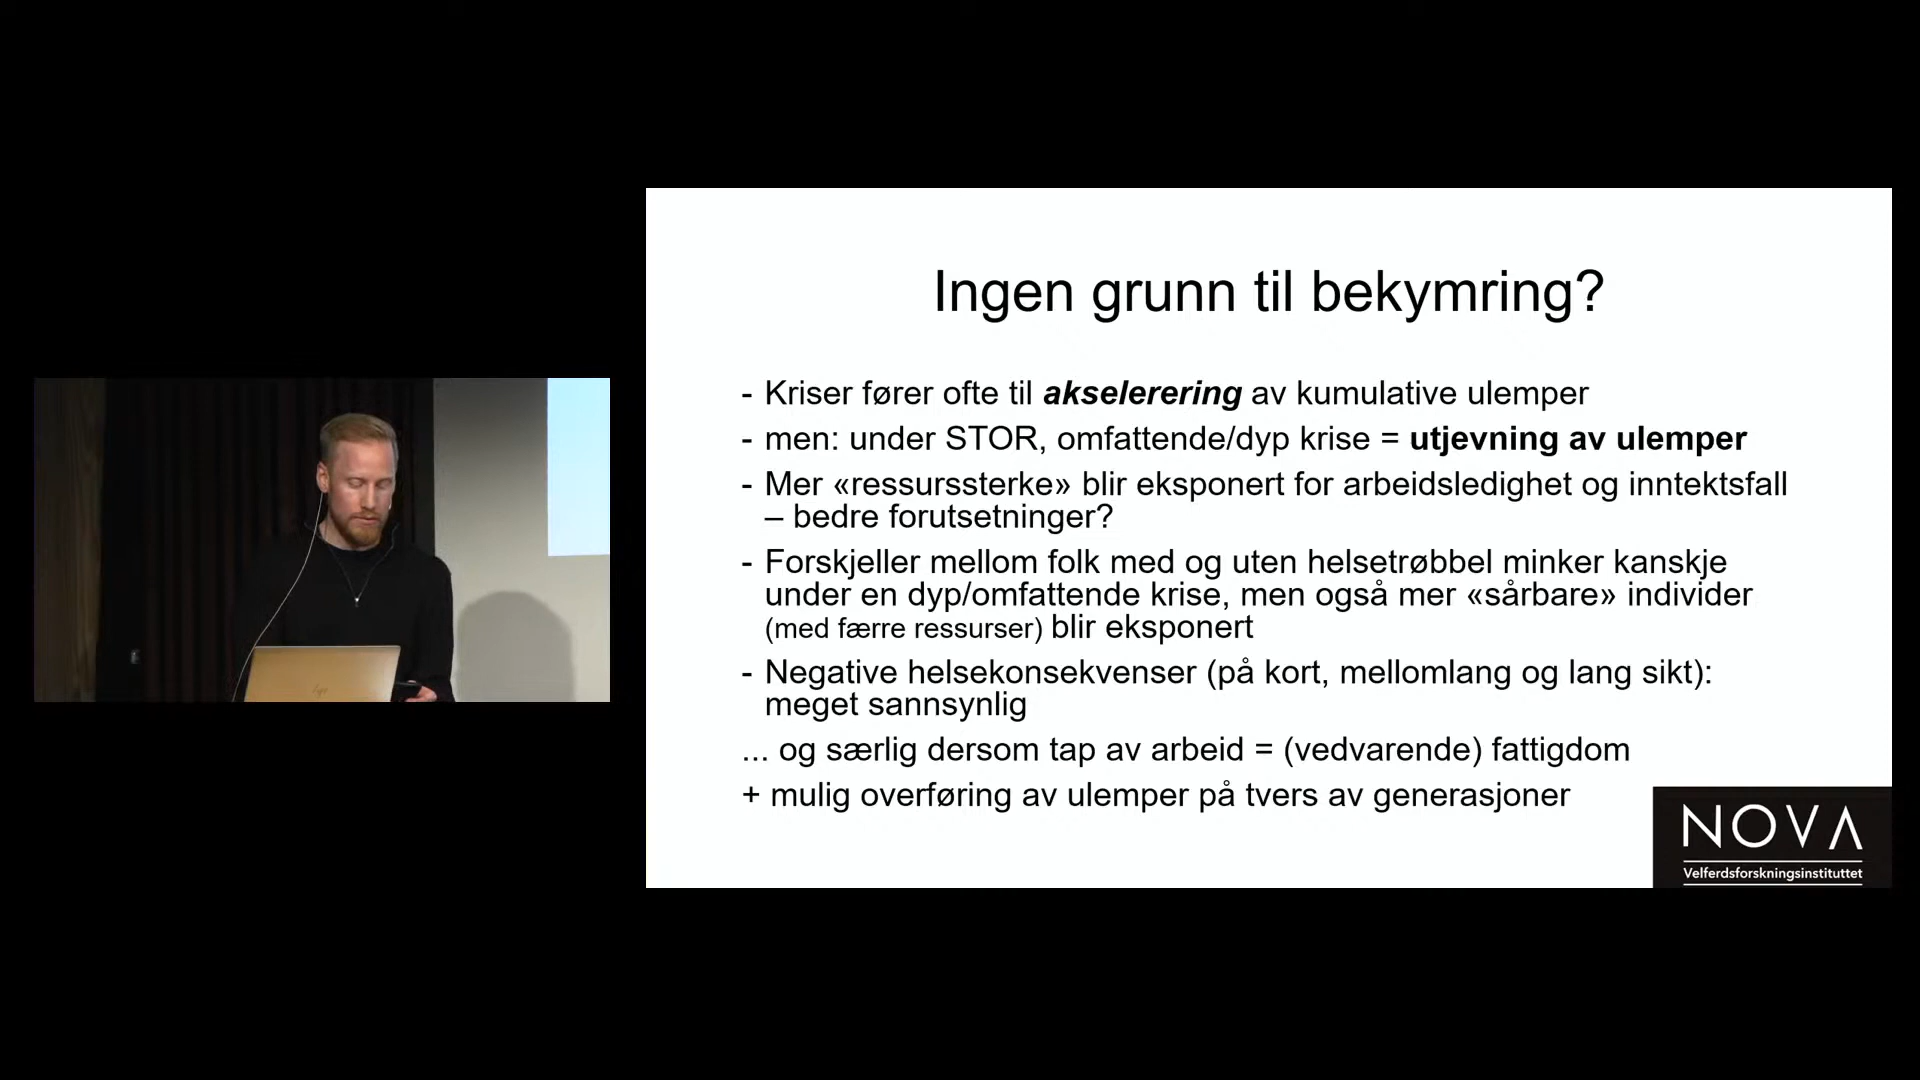 Ingen grunn til bekymring?
- Kriser fører ofte til akselerering av kumulative ulemper
- men: under STOR, omfattende/dyp krise = utjevning av ulemper
- Mer «ressurssterke» blir eksponert for arbeidsledighet og inntektsfall
– bedre forutsetninger?
- Forskjeller mellom folk med og uten helsetrøbbel minker kanskje
under en dyp/omfattende krise, men også mer «sårbare» individer
(med færre ressurser) blir eksponert
- Negative helsekonsekvenser (på kort, mellomlang og lang sikt):
meget sannsynlig
... og særlig dersom tap av arbeid = (vedvarende) fattigdom
+ mulig overføring av ulemper på tvers av generasjoner
NOVA
Velferdsforskningsinstituttet